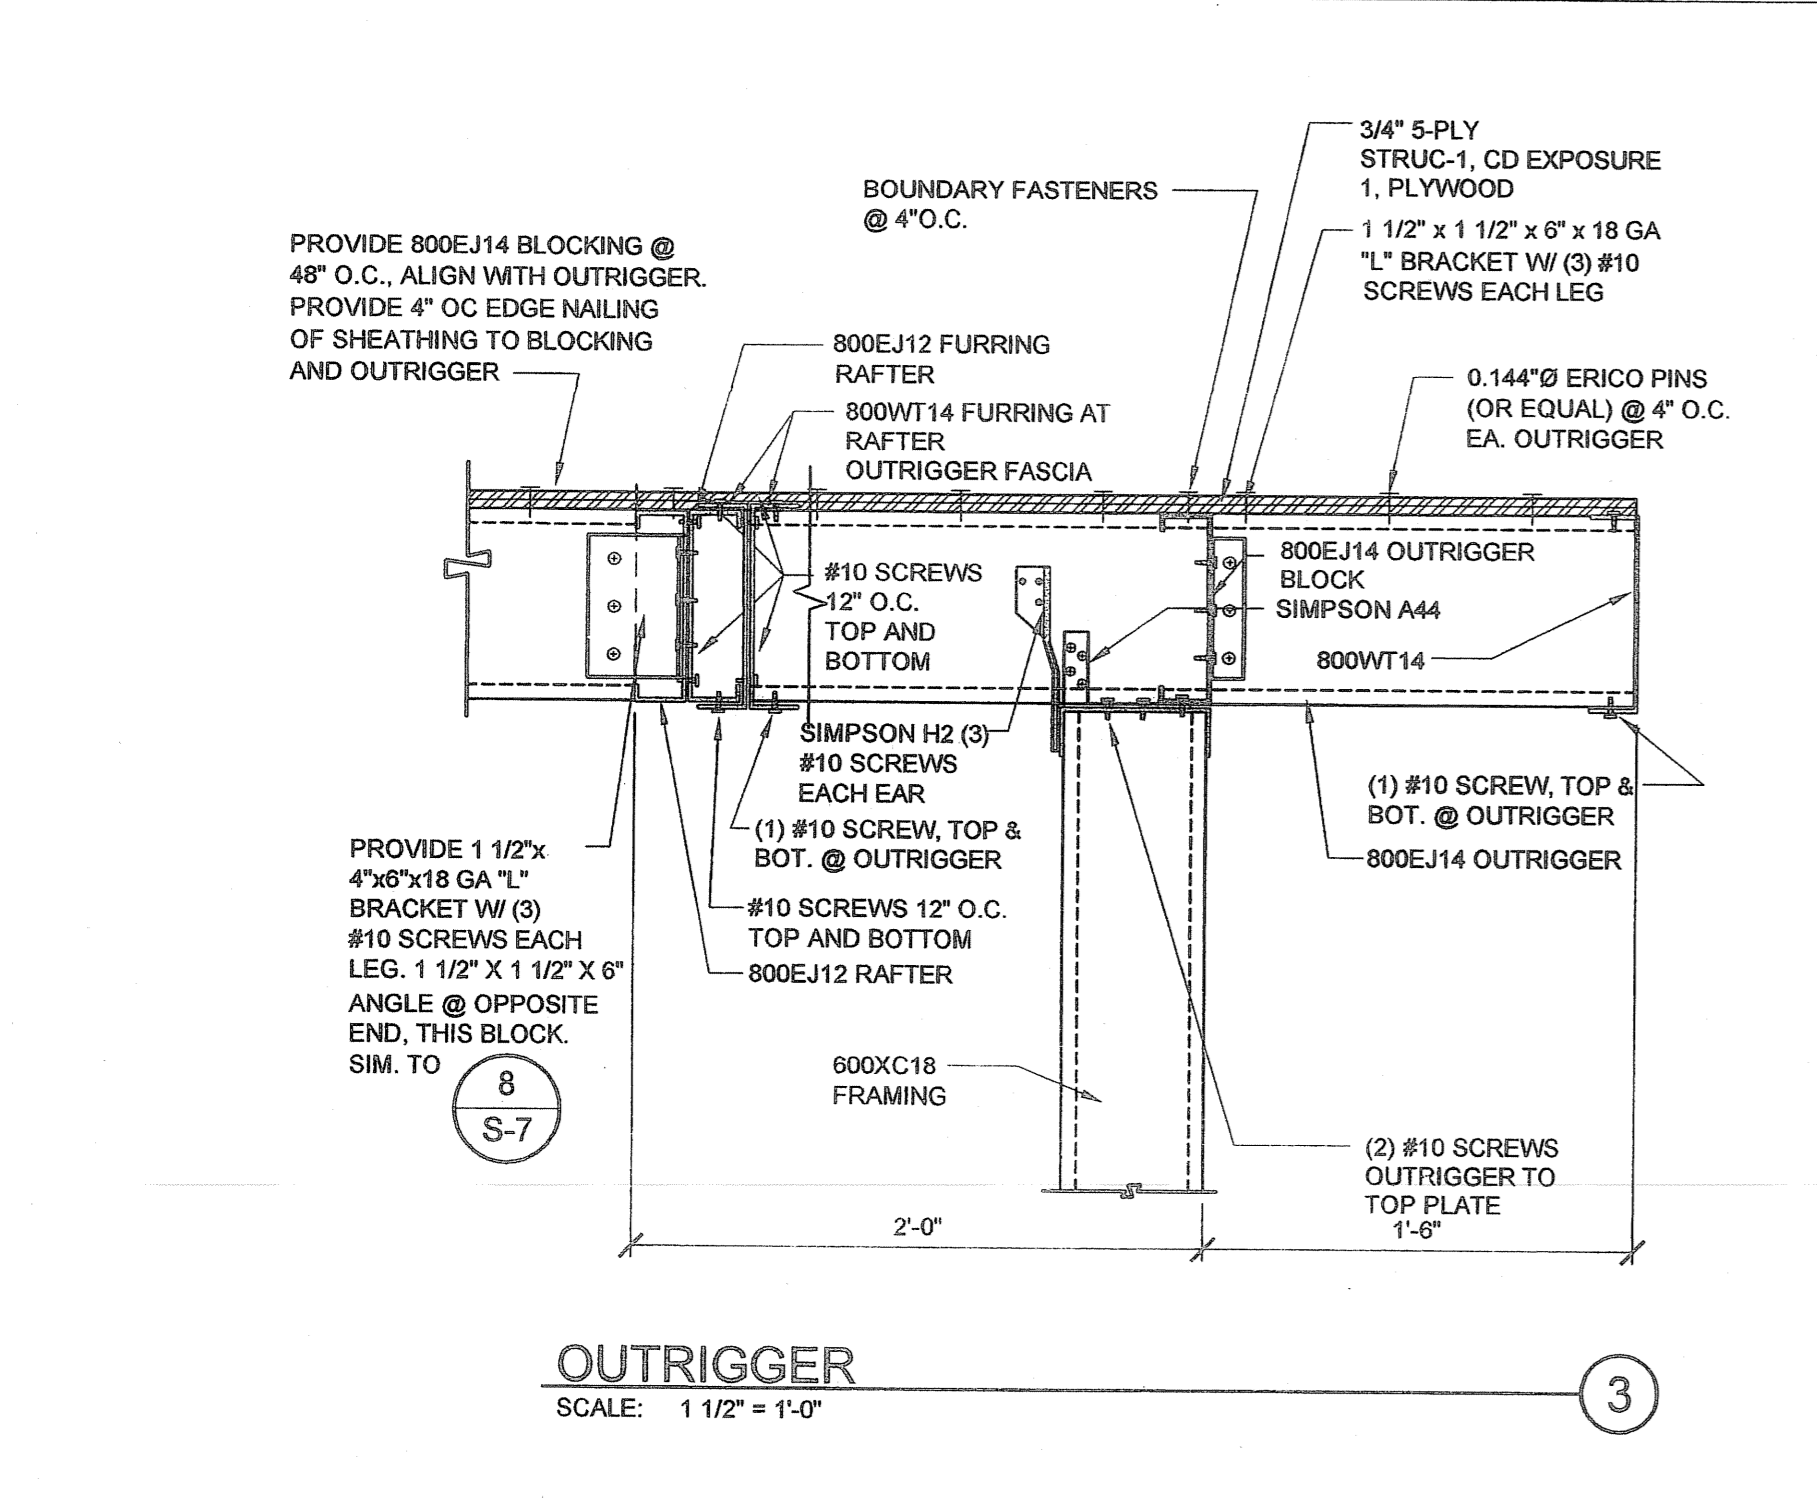 3/4" 5-PLY
STRUC-1, CD EXPOSURE
1, PLYWOOD
BOUNDARY FASTENERS
@ 4"O.C.
1 1/2" x 1 1/2" x 6" x 18 GA
"L" BRACKET W/ (3) #10
SCREWS EACH LEG
PROVIDE 800EJ14 BLOCKING @
48" O.C., ALIGN WITH OUTRIGGER.
PROVIDE 4" OC EDGE NAILING
OF SHEATHING TO BLOCKING
AND OUTRIGGER
800EJ12 FURRING
RAFTER
800WT14 FURRING AT
RAFTER
OUTRIGGER FASCIA
0.144"Ø ERICO PINS
(OR EQUAL) @ 4" O.C.
EA. OUTRIGGER
#10 SCREWS
12" O.C.
TOP AND
BOTTOM
800EJ14 OUTRIGGER
BLOCK
SIMPSON A44
800WT14
SIMPSON H2 (3)
#10 SCREWS
EACH EAR
(1) #10 SCREW, TOP &
BOT. @ OUTRIGGER
(1) #10 SCREW, TOP &
BOT. @ OUTRIGGER
800EJ14 OUTRIGGER
PROVIDE 1 1/2"x
4"x6"x18 GA "L"
BRACKET W/ (3)
#10 SCREWS EACH
LEG. 1 1/2" X 1 1/2" X 6"
ANGLE @ OPPOSITE
END, THIS BLOCK.
SIM. TO
8
S-7
#10 SCREWS 12" O.C.
TOP AND BOTTOM
800EJ12 RAFTER
600XC18
FRAMING
(2) #10 SCREWS
OUTRIGGER TO
TOP PLATE
2'-0"
1'-6"
OUTRIGGER
3
SCALE: 1 1/2" = 1'-0"